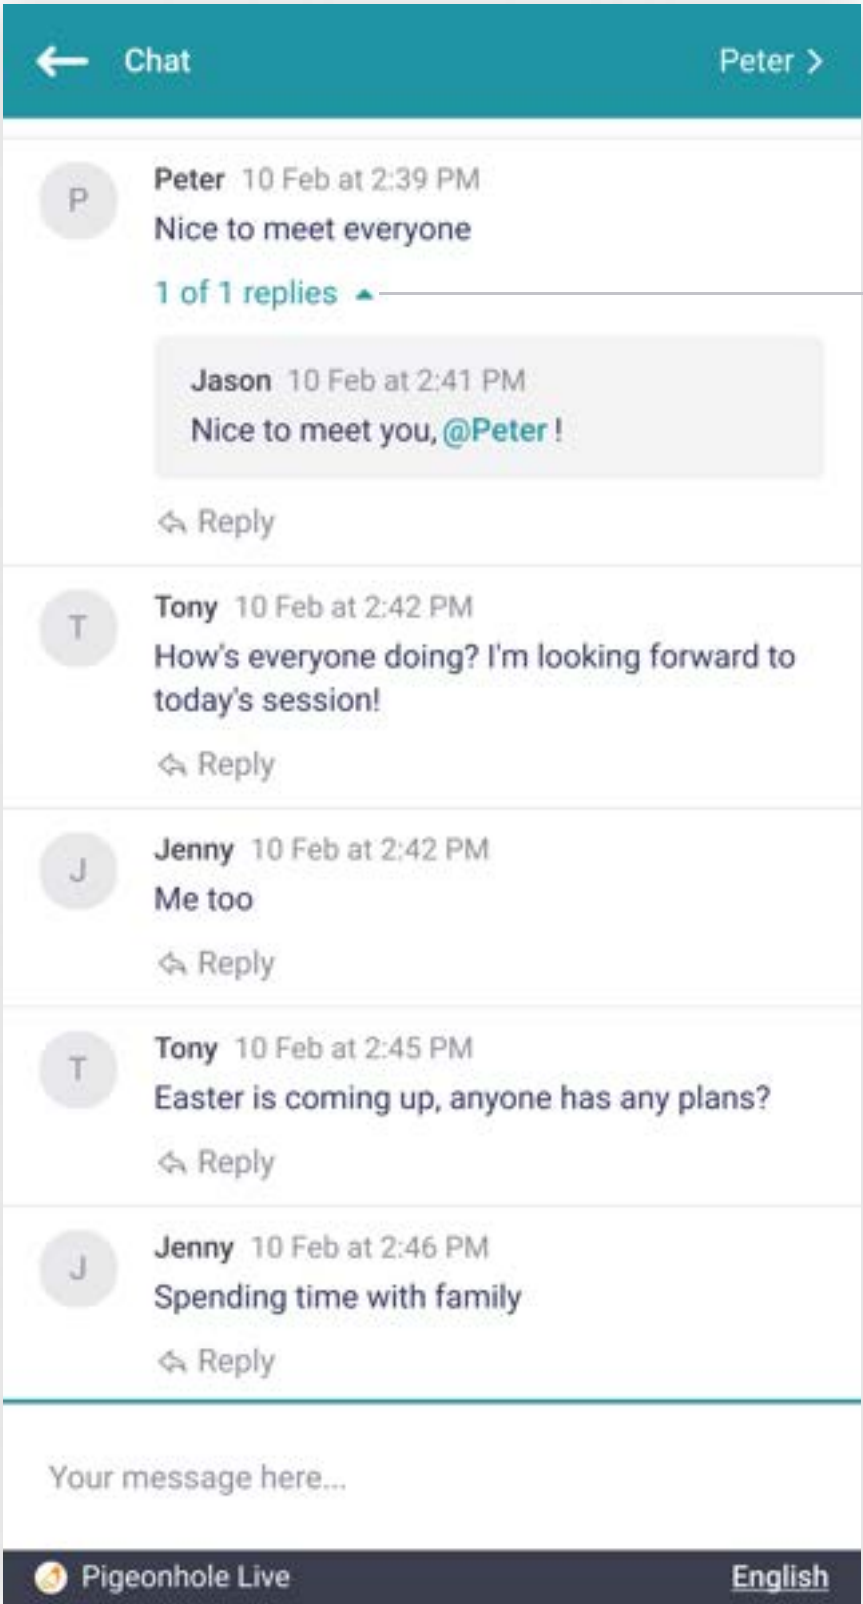 Chat
Peter
P
Peter 10 Feb at 2:39 PM
Nice to meet everyone
1 of 1 replies
Jason 10 Feb at 2:41 PM
Nice to meet you, @Peter !
Reply
T
Tony 10 Feb at 2:42 PM
How's everyone doing? I'm looking forward to
today's session!
Reply
J
Jenny 10 Feb at 2:42 PM
Me too
Reply
T
Tony 10 Feb at 2:45 PM
Easter is coming up, anyone has any plans?
Reply
J
Jenny 10 Feb at 2:46 PM
Spending time with family
Reply
Your message here...
Pigeonhole Live
English